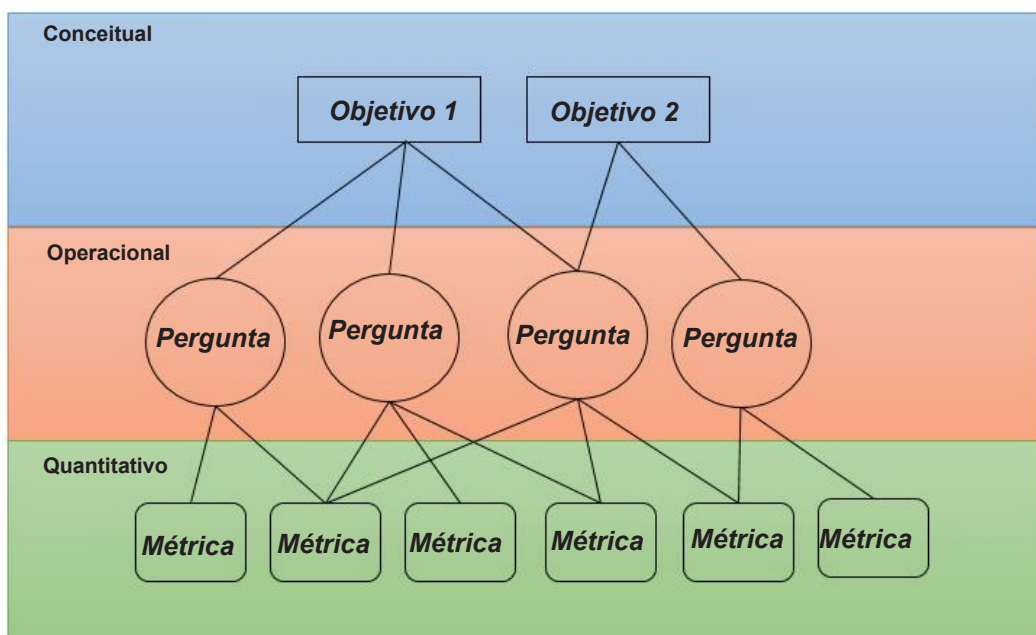 Conceitual
Objetivo 1 Objetivo 2
Operacional
Pergunta Pergunta Pergunta Pergunta
Quantitativo
Métrica Métrica Métrica Métrica Métrica Métrica